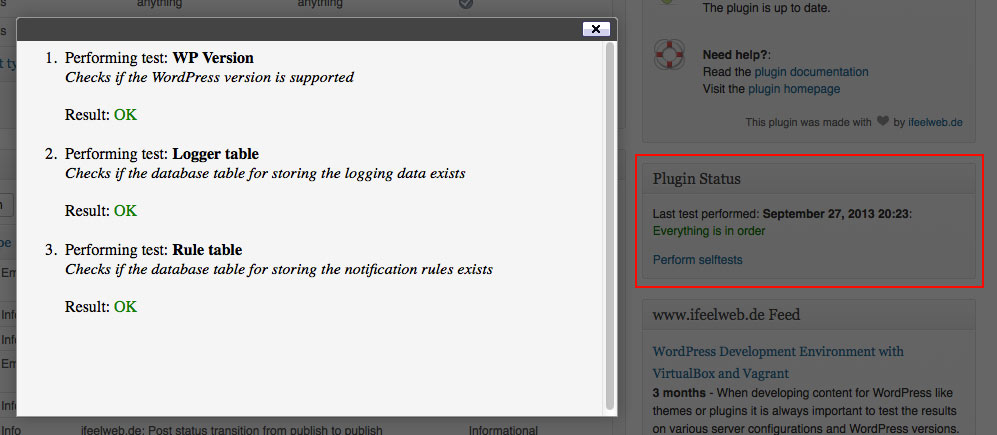 anything
anything
1. Performing test: WP Version
Checks if the WordPress version is supported
Result: OK
2. Performing test: Logger table
Checks if the database table for storing the logging data exists
Result: OK
3. Performing test: Rule table
Checks if the database table for storing the notification rules exists
Result: OK
Info
Info
Info
Info ifeelweb.de: Post status transition from publish to publish Informational
The plugin is up to date.
Need help?:
Read the plugin documentation
Visit the plugin homepage
This plugin was made with ❤ by ifeelweb.de
Plugin Status
Last test performed: September 27, 2013 20:23:
Everything is in order
Perform selftests
www.ifeelweb.de Feed
WordPress Development Environment with
VirtualBox and Vagrant
3 months - When developing content for WordPress like
themes or plugins it is always important to test the results
on various server configurations and WordPress versions.